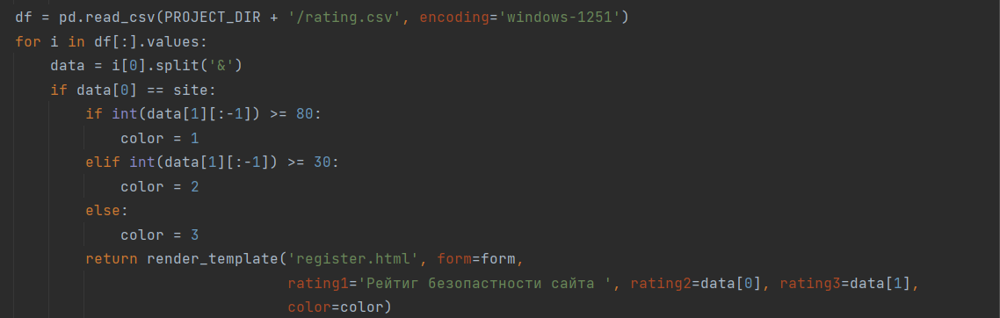 df = pd.read_csv(PROJECT_DIR + '/rating.csv', encoding='windows-1251')
for i in df[:].values:
    data = i[0].split('&')
    if data[0] == site:
        if int(data[1][:-1]) >= 80:
            color = 1
        elif int(data[1][:-1]) >= 30:
            color = 2
        else:
            color = 3
        return render_template('register.html', form=form,
                               rating1='Рейтиг безопастности сайта ', rating2=data[0], rating3=data[1],
                               color=color)